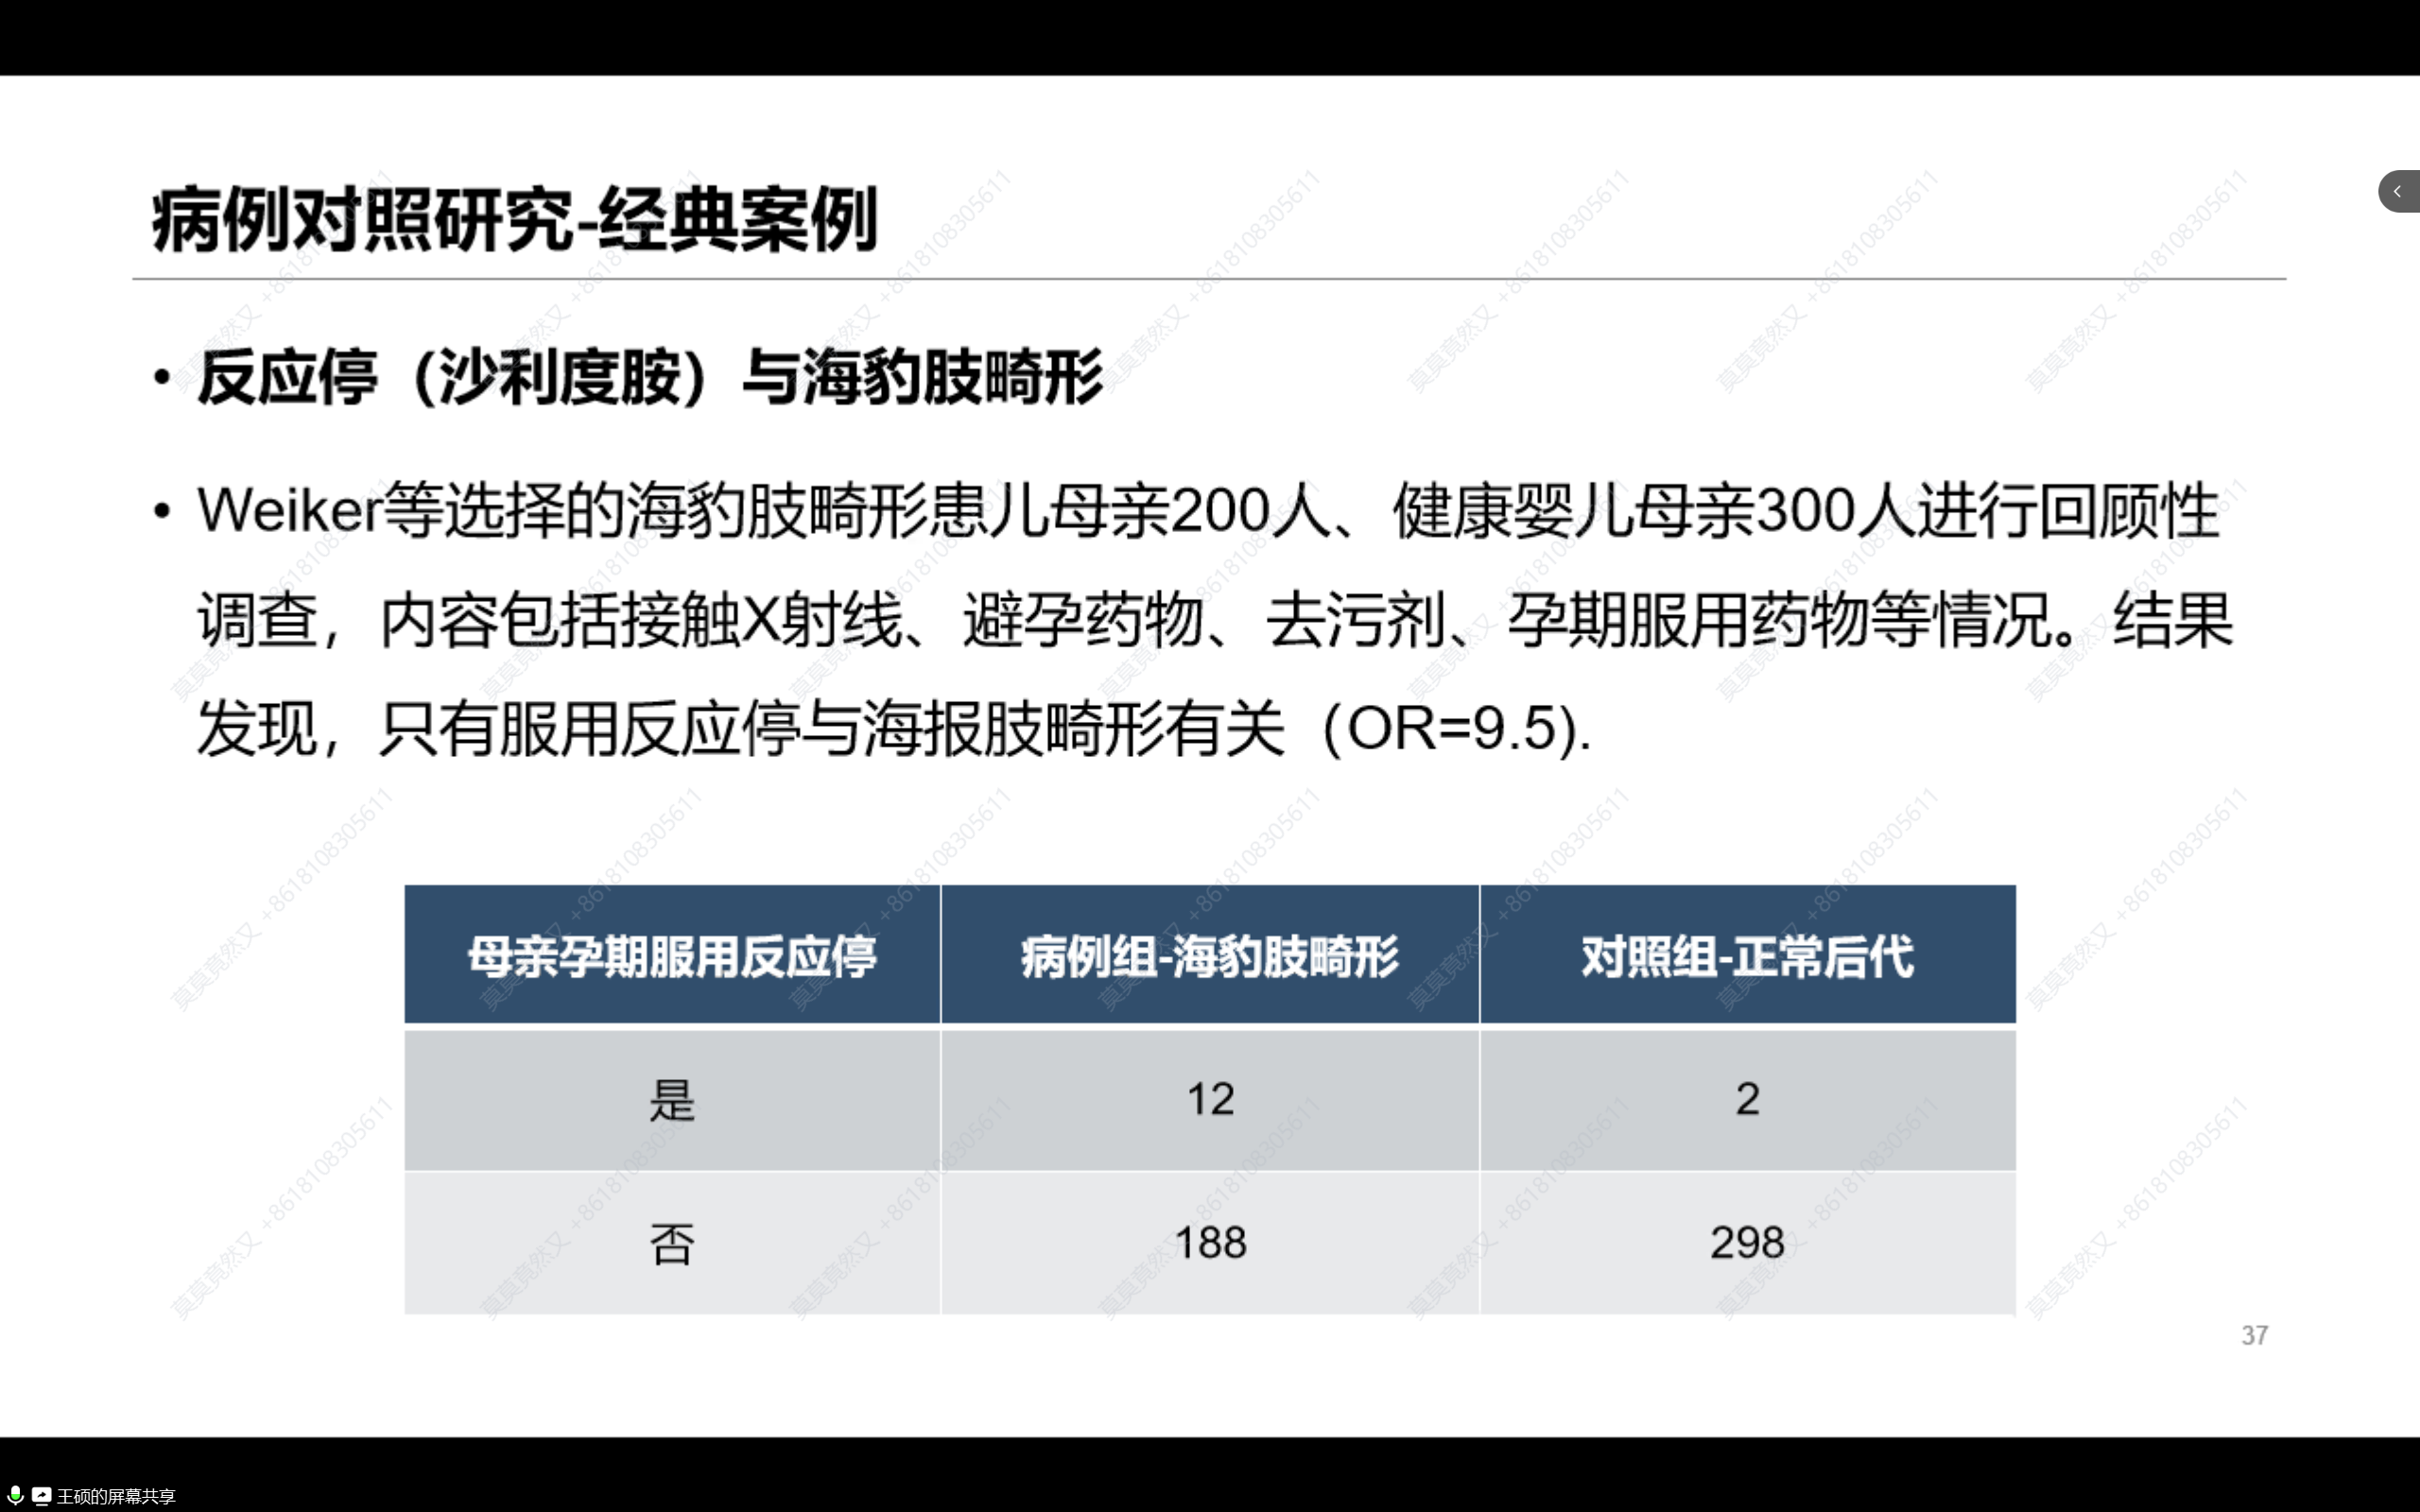 病例对照研究-经典案例
• 反应停（沙利度胺）与海豹肢畸形
• Weiker等选择的海豹肢畸形患儿母亲200人、健康婴儿母亲300人进行回顾性
调查，内容包括接触X射线、避孕药物、去污剂、孕期服用药物等情况。结果
发现，只有服用反应停与海报肢畸形有关（OR=9.5).
母亲孕期服用反应停 病例组-海豹肢畸形 对照组-正常后代
是 12 2
否 188 298
37
王硕的屏幕共享